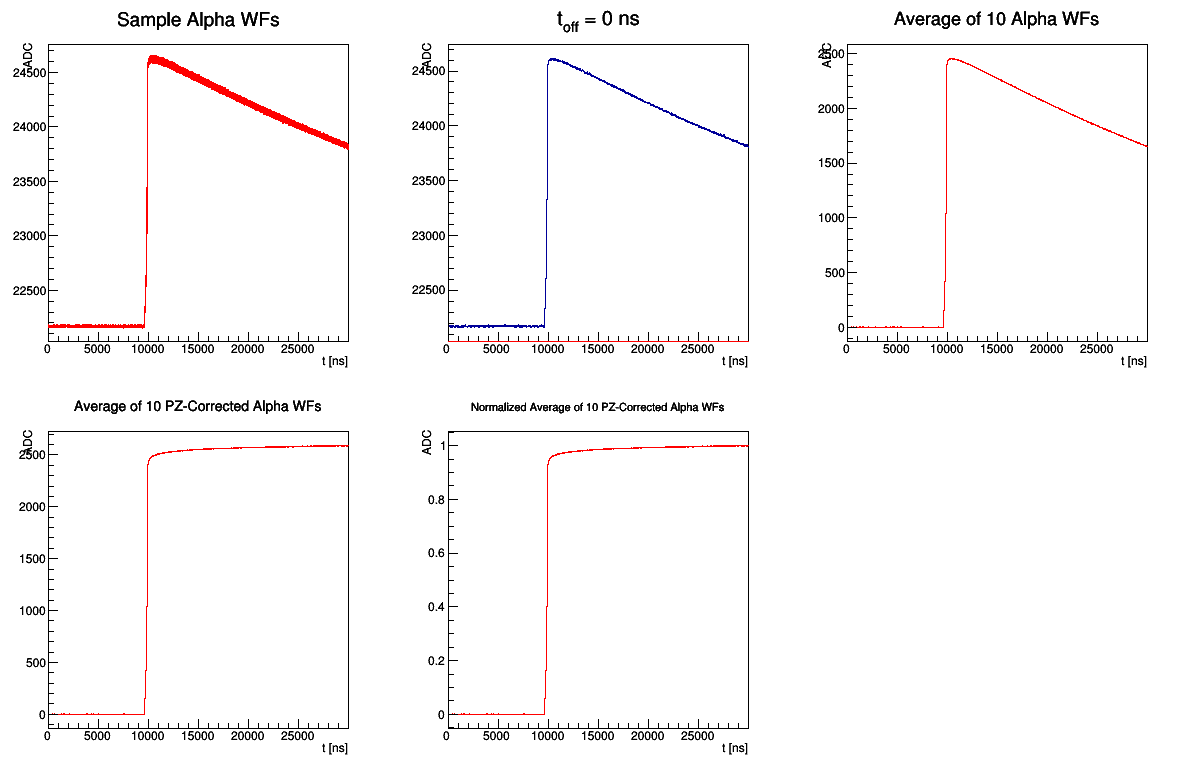 Sample Alpha WFs
ADC
24500
24000
23500
23000
22500
0 5000 10000 15000 20000 25000
t [ns]
toff = 0 ns
ADC
24500
24000
23500
23000
22500
0 5000 10000 15000 20000 25000
t [ns]
Average of 10 Alpha WFs
ADC
2500
2000
1500
1000
500
0
0 5000 10000 15000 20000 25000
t [ns]
Average of 10 PZ-Corrected Alpha WFs
ADC
2500
2000
1500
1000
500
0
0 5000 10000 15000 20000 25000
t [ns]
Normalized Average of 10 PZ-Corrected Alpha WFs
ADC
1
0.8
0.6
0.4
0.2
0
0 5000 10000 15000 20000 25000
t [ns]